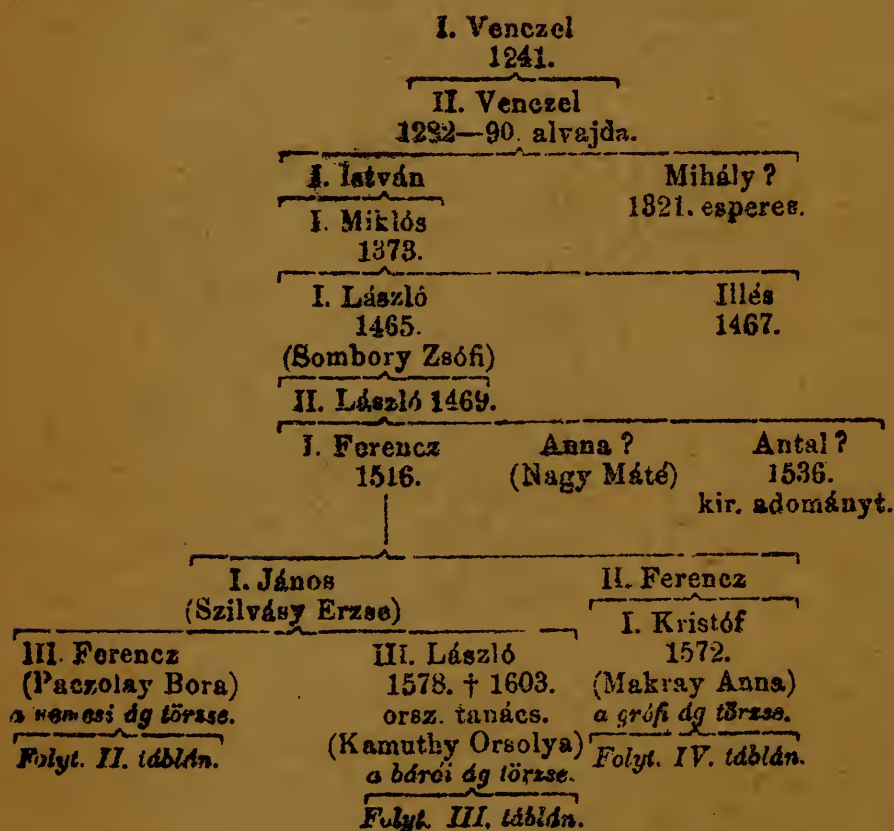 I. Venczel
1241.
II. Venczel
1282—90. alvajda.
I. István
Mihály ?
1321. esperes.
I. Miklós
1373.
I. László
1465.
(Sombory Zsófi)
Illés
1467.
II. László 1469.
I. Ferencz
1516.
Anna ?
(Nagy Máté)
Antal ?
1536.
kir. adományt.
I. János
(Szilvásy Erzse)
II. Ferencz
III. Ferencz
(Paczolay Bora)
a nemesi ág törzse.
Folyt. II. táblán.
III. László
1578. † 1603.
orsz. tanács.
(Kamuthy Orsolya)
a bárói ág törzse.
Folyt. III. táblán.
I. Kristóf
1572.
(Makray Anna)
a grófi ág törzse.
Folyt. IV. táblán.